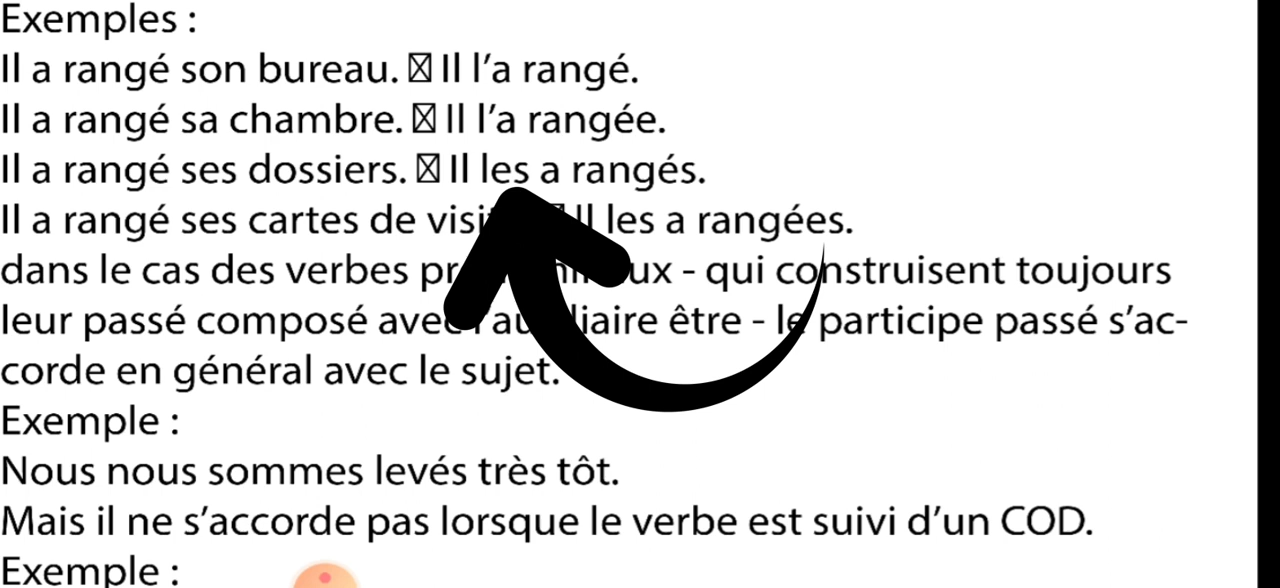 Exemples :
Il a rangé son bureau. Il l’a rangé.
Il a rangé sa chambre. Il l’a rangée.
Il a rangé ses dossiers. Il les a rangés.
Il a rangé ses cartes de Il les a rangées.
dans le cas des verbes - qui construisent toujours
leur passé composé avec l’auxiliaire être - le participe passé s’ac-
corde en général avec le sujet.
Exemple :
Nous nous sommes levés très tôt.
Mais il ne s’accorde pas lorsque le verbe est suivi d’un COD.
Exemple :